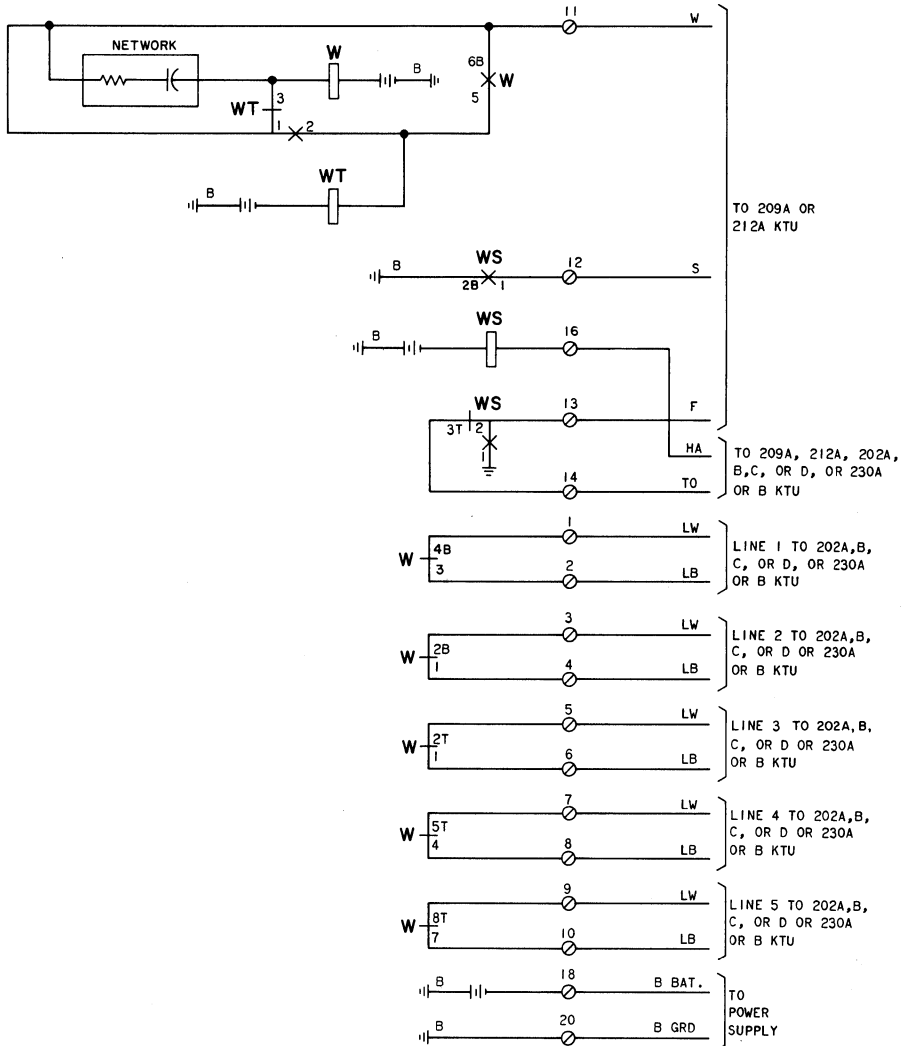 11
W
NETWORK
W
B
6B
W
5
WT
3
1
2
WT
B
TO 209A OR
212A KTU
WS
12
S
B
2B
1
WS
16
B
WS
13
F
3T
2
1
HA
TO 209A, 212A, 202A,
B,C, OR D, OR 230A
OR B KTU
14
TO
1
LW
W
4B
3
2
LB
LINE 1 TO 202A,B,
C, OR D, OR 230A
OR B KTU
3
LW
W
2B
1
4
LB
LINE 2 TO 202A,B,
C, OR D OR 230A
OR B KTU
5
LW
W
2T
1
6
LB
LINE 3 TO 202A,B,
C, OR D OR 230A
OR B KTU
7
LW
W
5T
4
8
LB
LINE 4 TO 202A,B,
C, OR D OR 230A
OR B KTU
9
LW
W
8T
7
10
LB
LINE 5 TO 202A,B,
C, OR D OR 230A
OR B KTU
18
B
B BAT.
20
B
B GRD
TO
POWER
SUPPLY